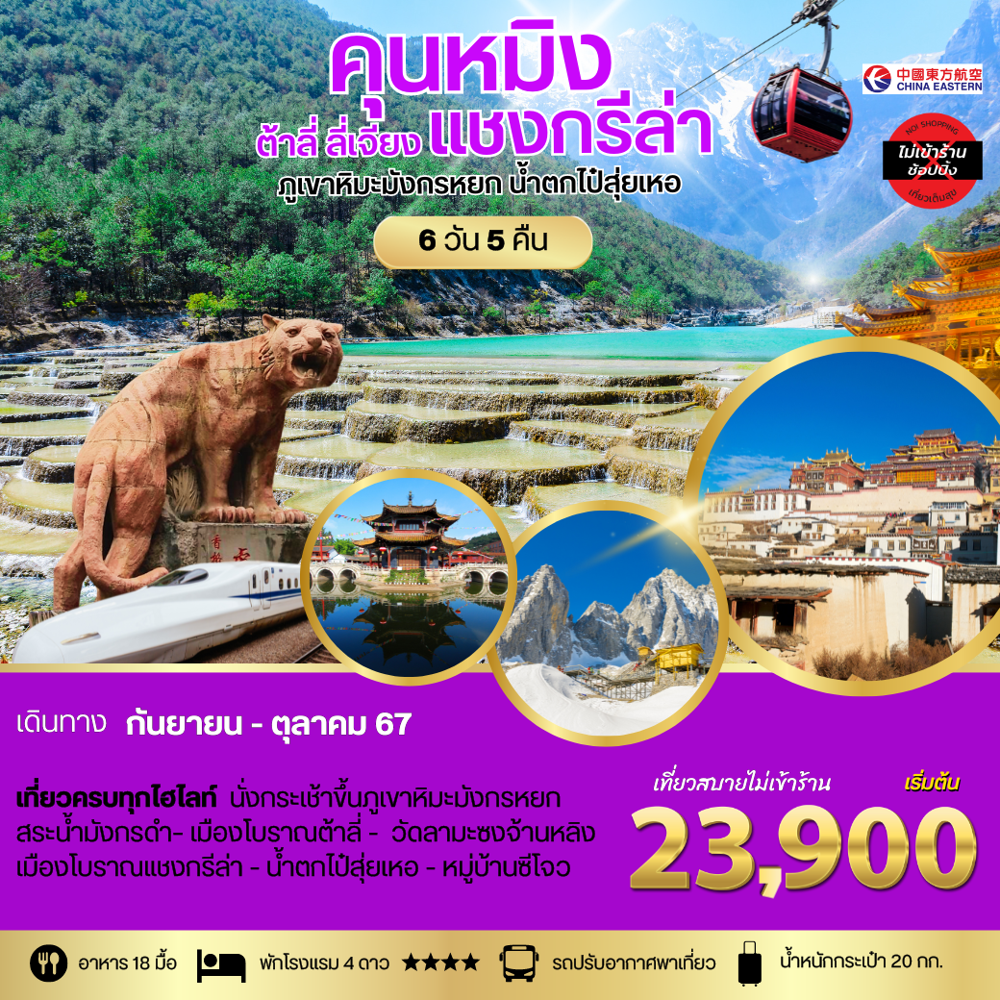 คุนหมิง
ต้าลี่ ลี่เจียง แชงกรีล่า
ภูเขาหิมะมังกรหยก น้ำตกไป๋สุ่ยเหอ
6 วัน 5 คืน
中國東方航空
CHINA EASTERN
NO! SHOPPING
ไม่เข้าร้าน
ช้อปปิ้ง
เที่ยวเต็มสุข
香格
虎
เดินทาง กันยายน - ตุลาคม 67
เที่ยวครบทุกไฮไลท์ นั่งกระเช้าขึ้นภูเขาหิมะมังกรหยก
สระน้ำมังกรดำ- เมืองโบราณต้าลี่ - วัดลามะซงจ้านหลิง
เมืองโบราณแชงกรีล่า - น้ำตกไป๋สุ่ยเหอ - หมู่บ้านซีโจว
เที่ยวสบายไม่เข้าร้าน เริ่มต้น
23,900
อาหาร 18 มื้อ
พักโรงแรม 4 ดาว
รถปรับอากาศพาเที่ยว
น้ำหนักกระเป๋า 20 กก.